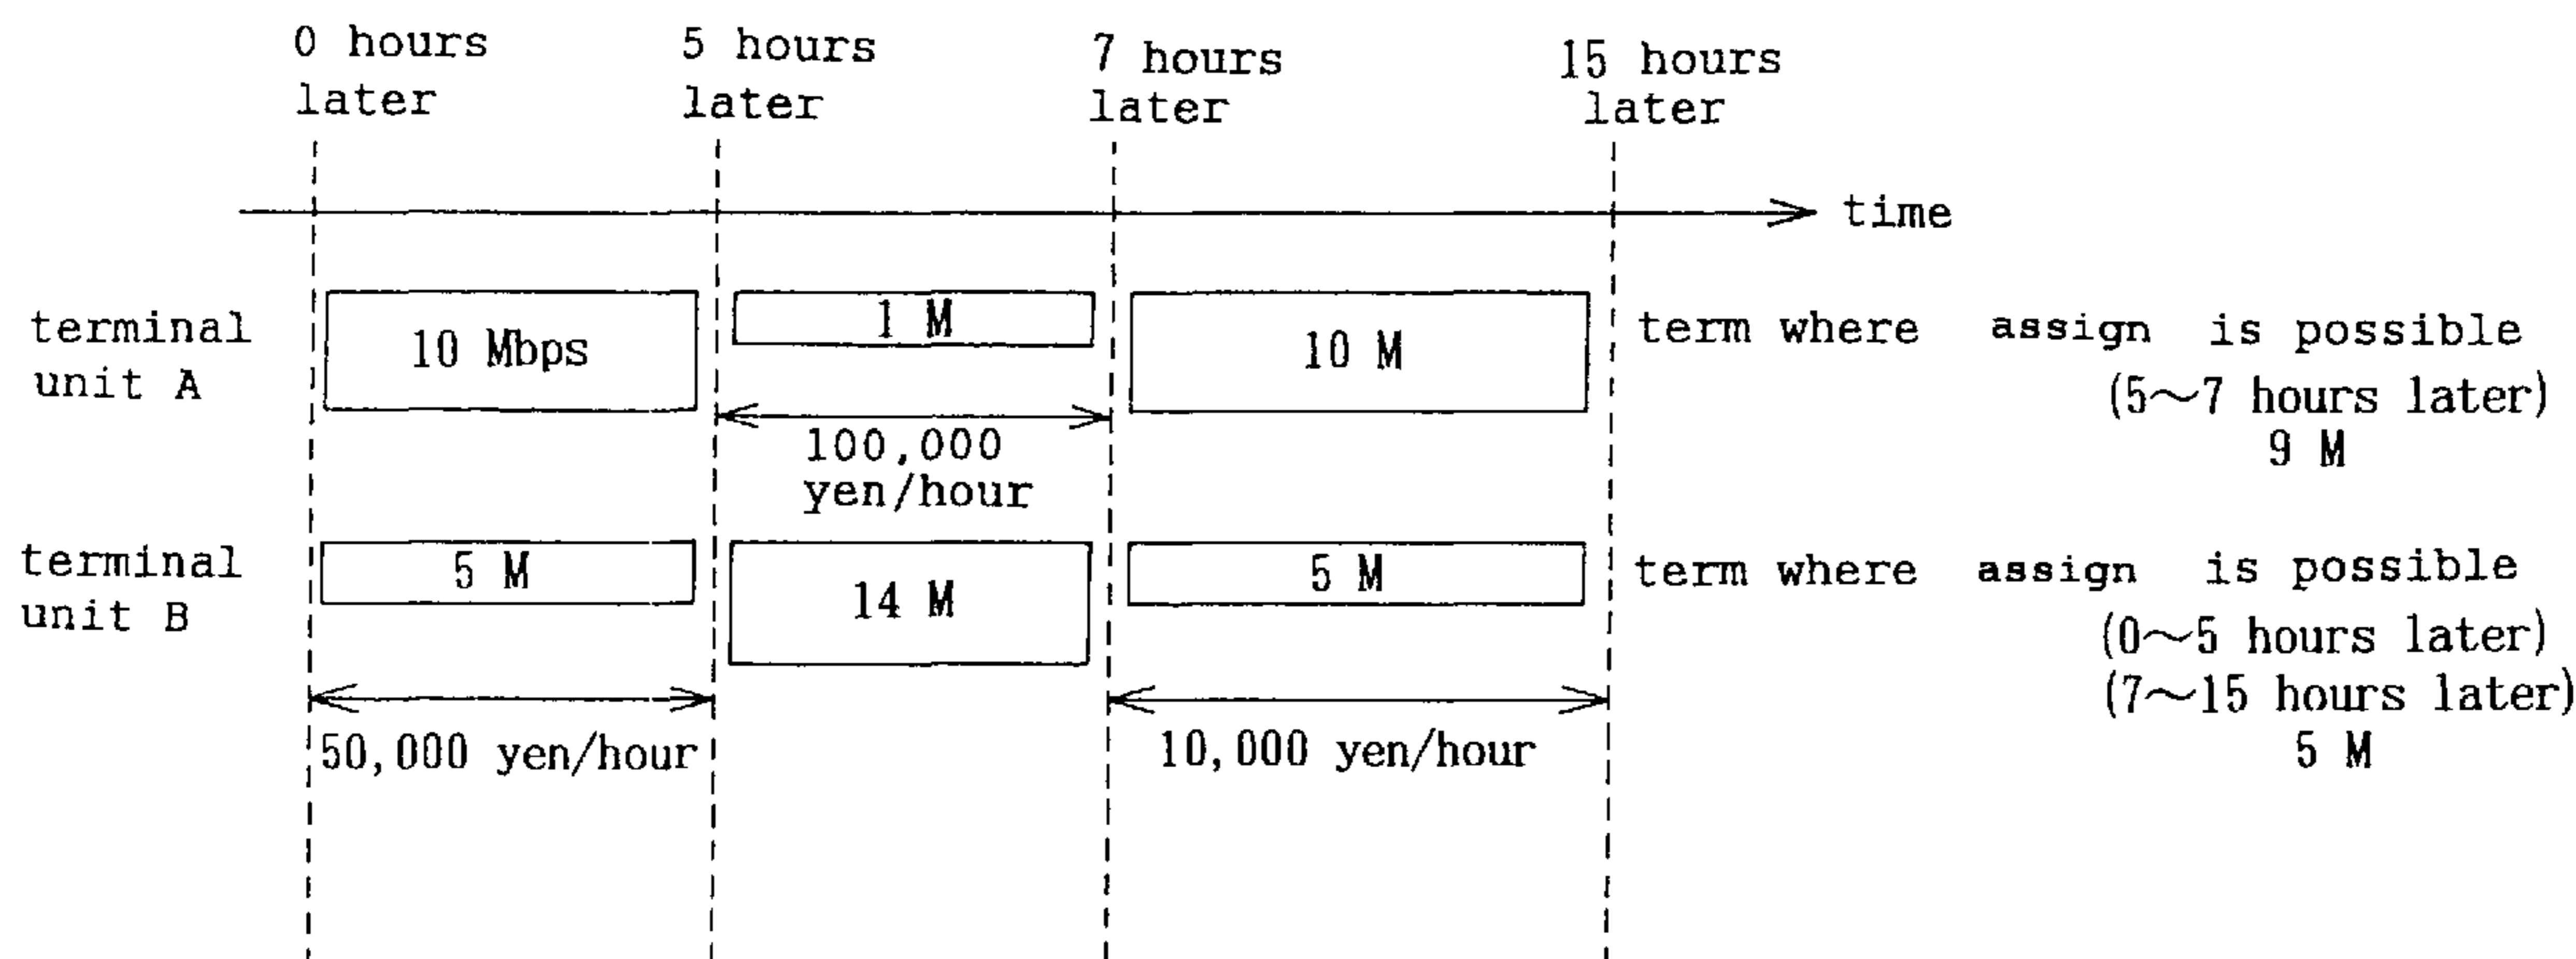 0 hours later
5 hours later
7 hours later
15 hours later
time
terminal unit A
10 Mbps
1 M
10 M
term where assign is possible
(5～7 hours later)
9 M
100,000 yen/hour
terminal unit B
5 M
14 M
5 M
term where assign is possible
(0～5 hours later)
(7～15 hours later)
5 M
50,000 yen/hour
10,000 yen/hour